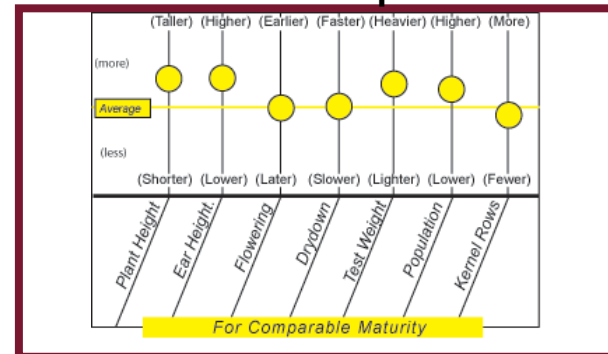 (Taller) (Higher) (Earlier) (Faster) (Heavier) (Higher) (More)
(more)
Average
(less)
(Shorter) (Lower) (Later) (Slower) (Lighter) (Lower) (Fewer)
Plant Height
Ear Height.
Flowering
Drydown
Test Weight
Population
Kernel Rows
For Comparable Maturity